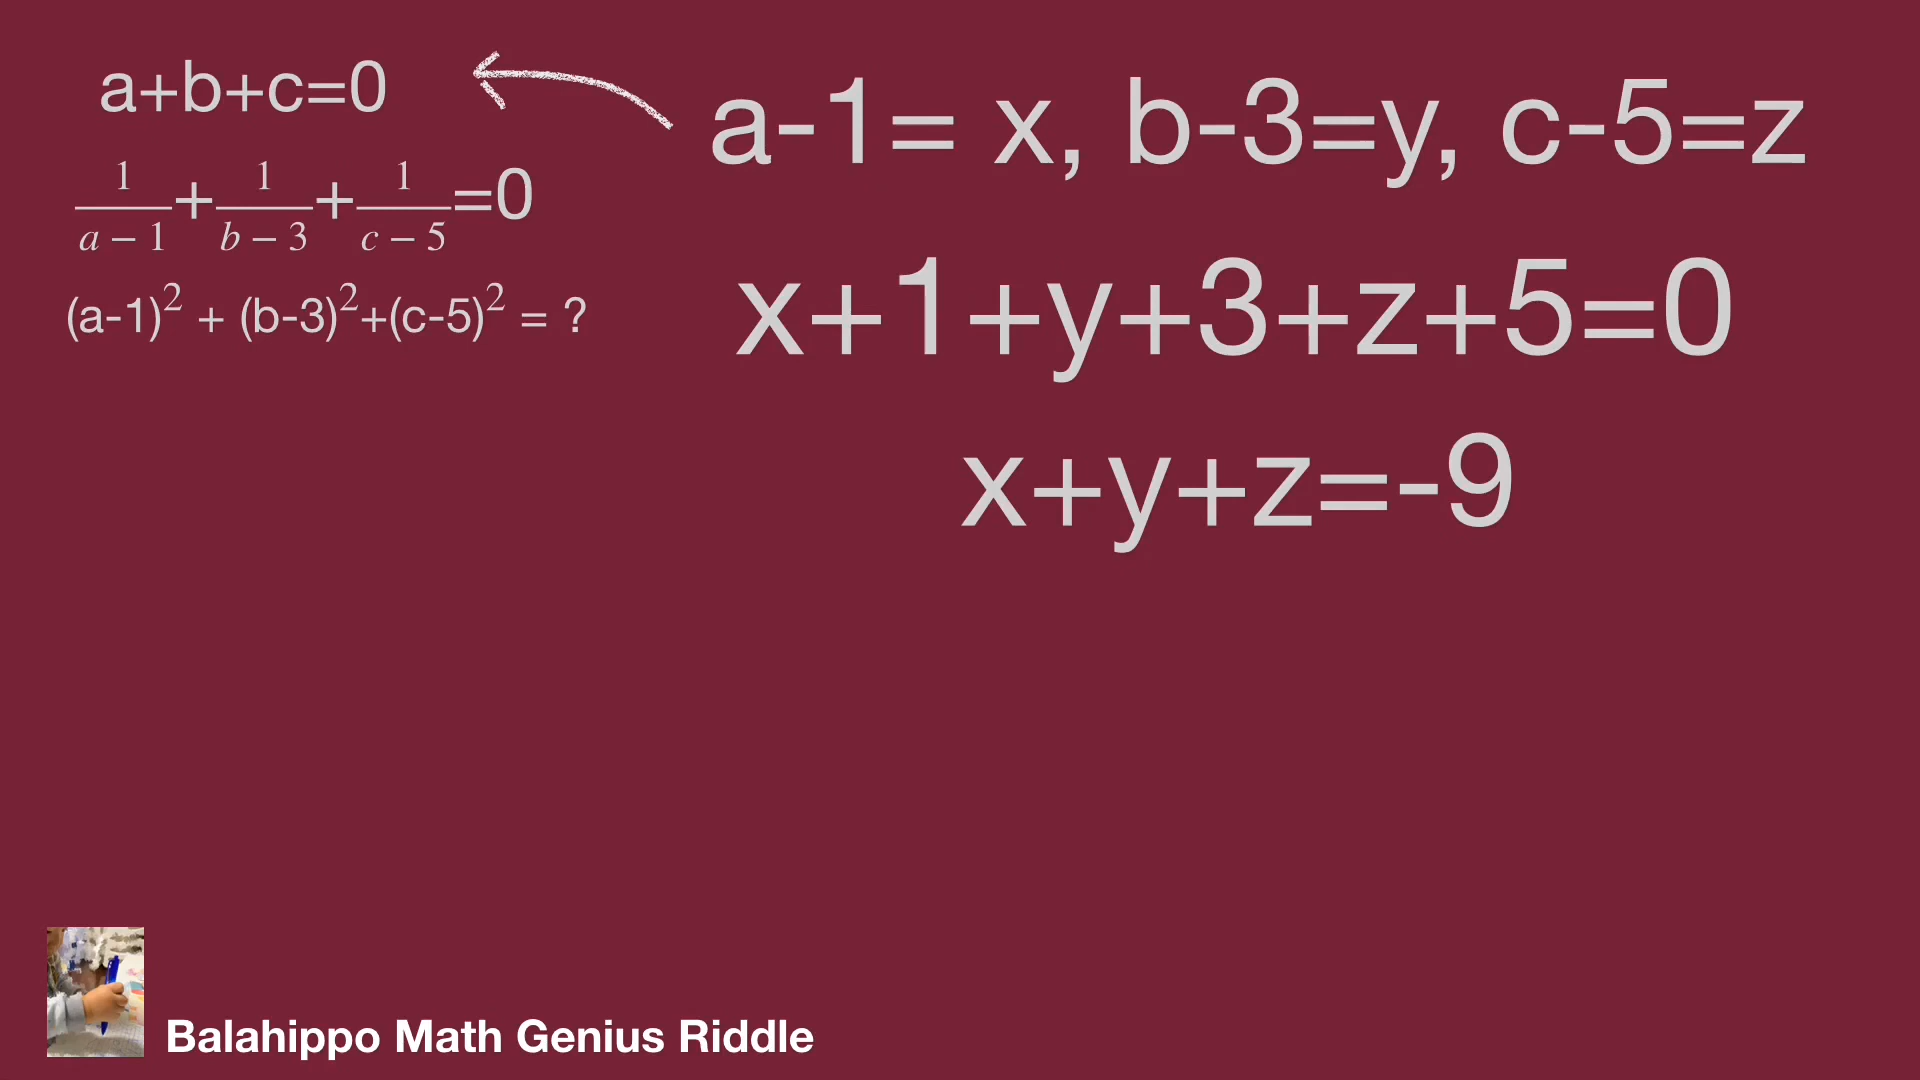 a+b+c=0
1/(a − 1)+1/(b − 3)+1/(c − 5)=0
(a-1)² + (b-3)²+(c-5)² = ?
a-1= x, b-3=y, c-5=z
x+1+y+3+z+5=0
x+y+z=-9
Balahippo Math Genius Riddle